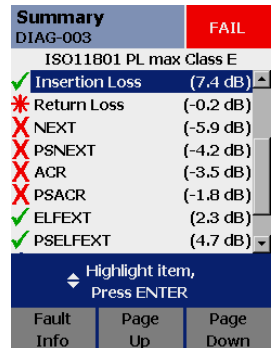 Summary
DIAG-003
FAIL
ISO11801 PL max Class E
Insertion Loss (7.4 dB)
Return Loss (-0.2 dB)
NEXT (-5.9 dB)
PSNEXT (-4.2 dB)
ACR (-3.5 dB)
PSACR (-1.8 dB)
ELFEXT (2.3 dB)
PSELFEXT (4.7 dB)
Highlight item,
Press ENTER
Fault Info
Page Up
Page Down